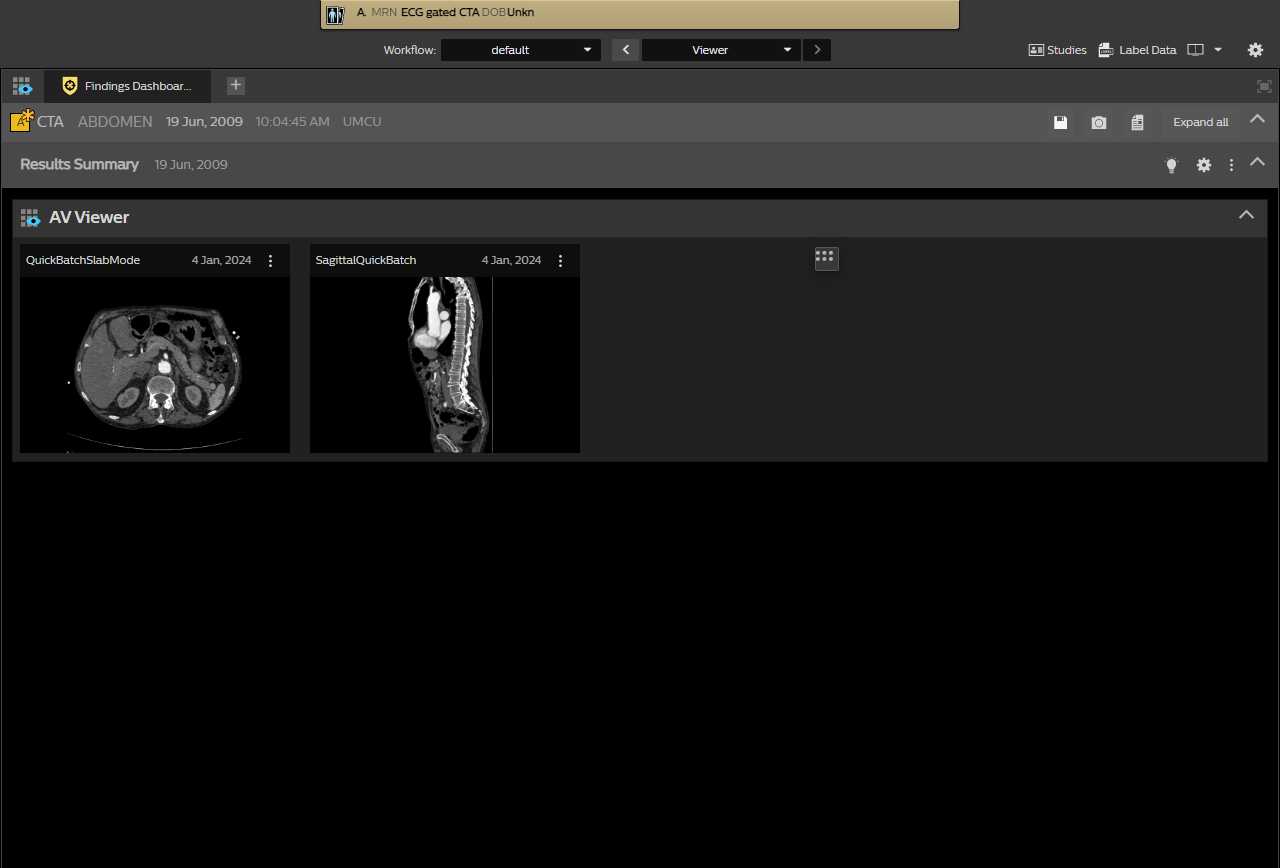 A. MRN ECG gated CTA DOB Unkn
Workflow: default Viewer Studies Label Data
Findings Dashboar... +
A CTA ABDOMEN 19 Jun, 2009 10:04:45 AM UMCU Expand all
Results Summary 19 Jun, 2009
AV Viewer
QuickBatchSlabMode 4 Jan, 2024 SagittalQuickBatch 4 Jan, 2024